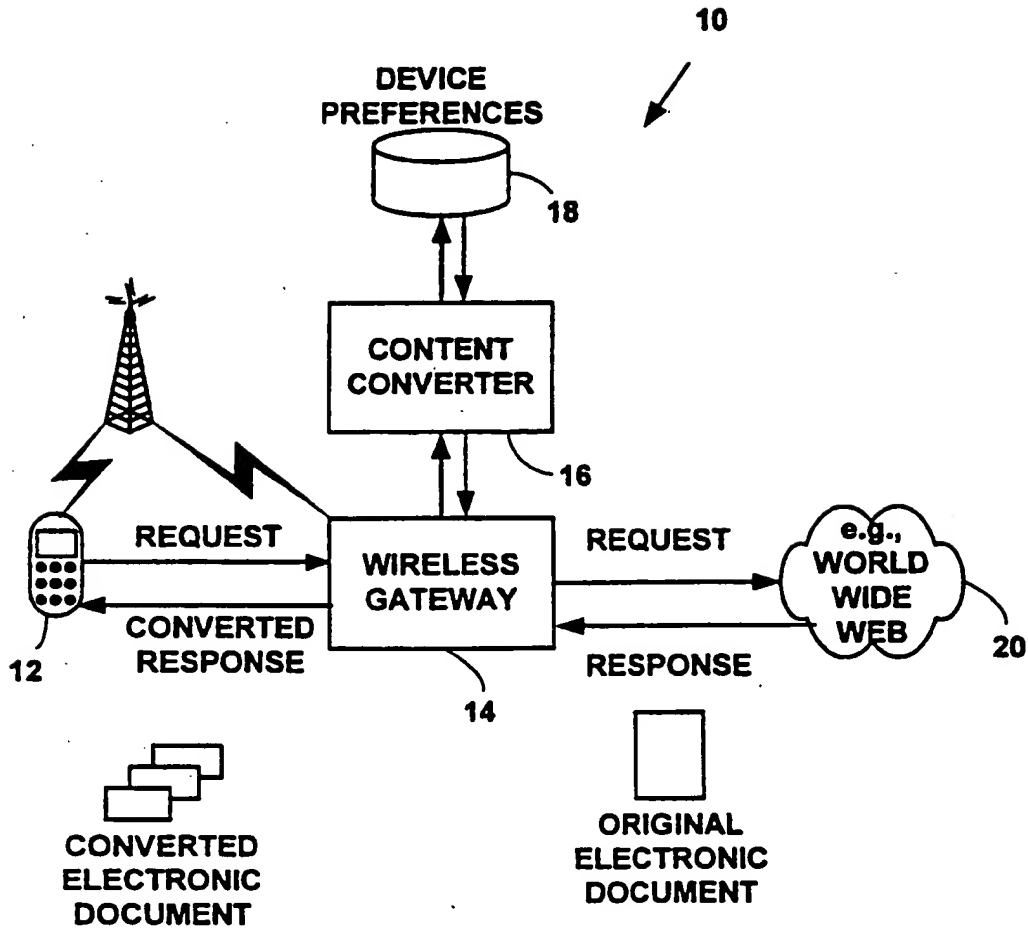 10
DEVICE
PREFERENCES
18
CONTENT
CONVERTER
16
REQUEST
WIRELESS
GATEWAY
REQUEST
e.g.,
WORLD
WIDE
WEB
CONVERTED
RESPONSE
RESPONSE
12
14
20
CONVERTED
ELECTRONIC
DOCUMENT
ORIGINAL
ELECTRONIC
DOCUMENT